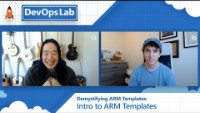 DevOps Lab
Demystifying ARM Templates
Intro to ARM Templates